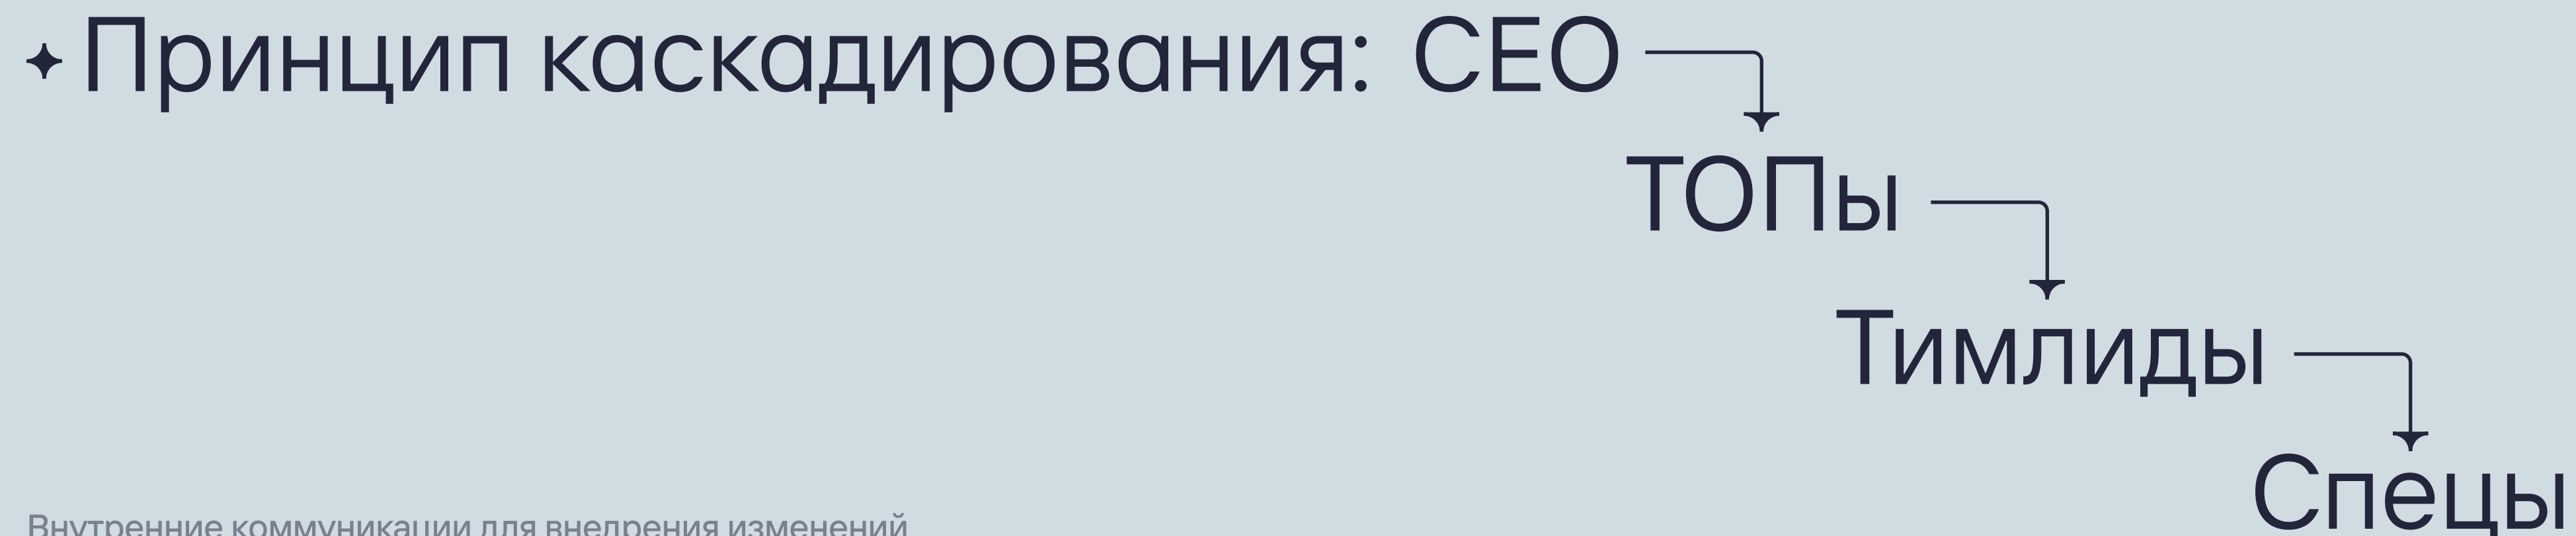 Принцип каскадирования: CEO
ТОПы
Тимлиды
Спецы
Внутренние коммуникации для внедрения изменений